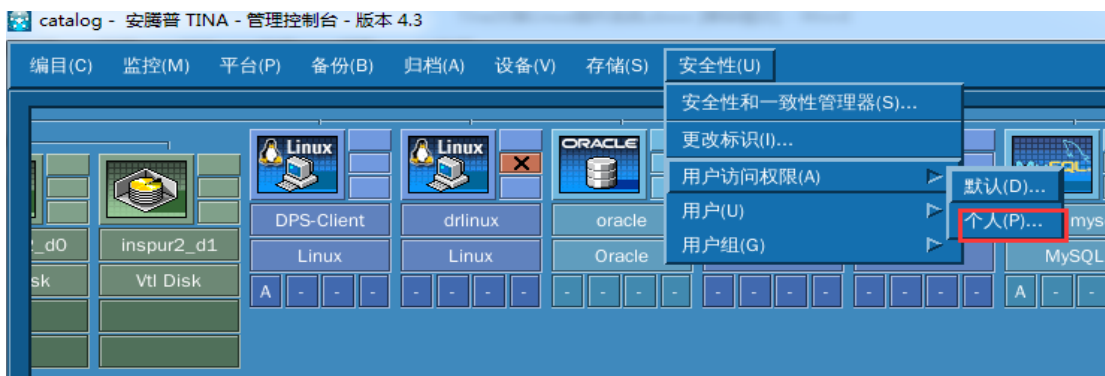 catalog - 安腾普 TINA - 管理控制台 - 版本 4.3
编目(C) 监控(M) 平台(P) 备份(B) 归档(A) 设备(V) 存储(S) 安全性(U)
安全性和一致性管理器(S)...
更改标识(I)...
用户访问权限(A)
默认(D)...
用户(U)
个人(P)...
用户组(G)
Linux Linux ORACLE
_d0 inspur2_d1 DPS-Client drlinux oracle mys
sk Vtl Disk Linux Linux Oracle MySQL
A - - - - - - - - - - - - - - - - - - - A - -